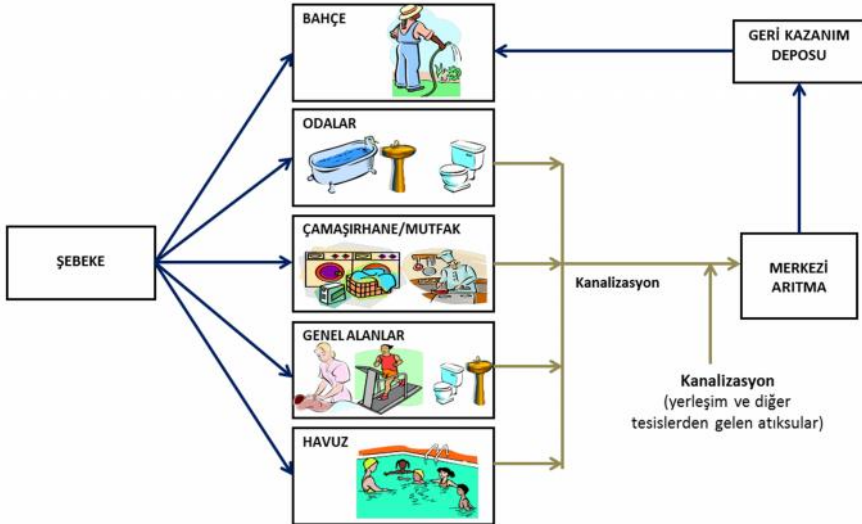 BAHÇE
GERİ KAZANIM
DEPOSU
ODALAR
ŞEBEKE
ÇAMAŞIRHANE/MUTFAK
Kanalizasyon
MERKEZİ
ARITMA
GENEL ALANLAR
Kanalizasyon
(yerleşim ve diğer
tesislerden gelen atıksular)
HAVUZ